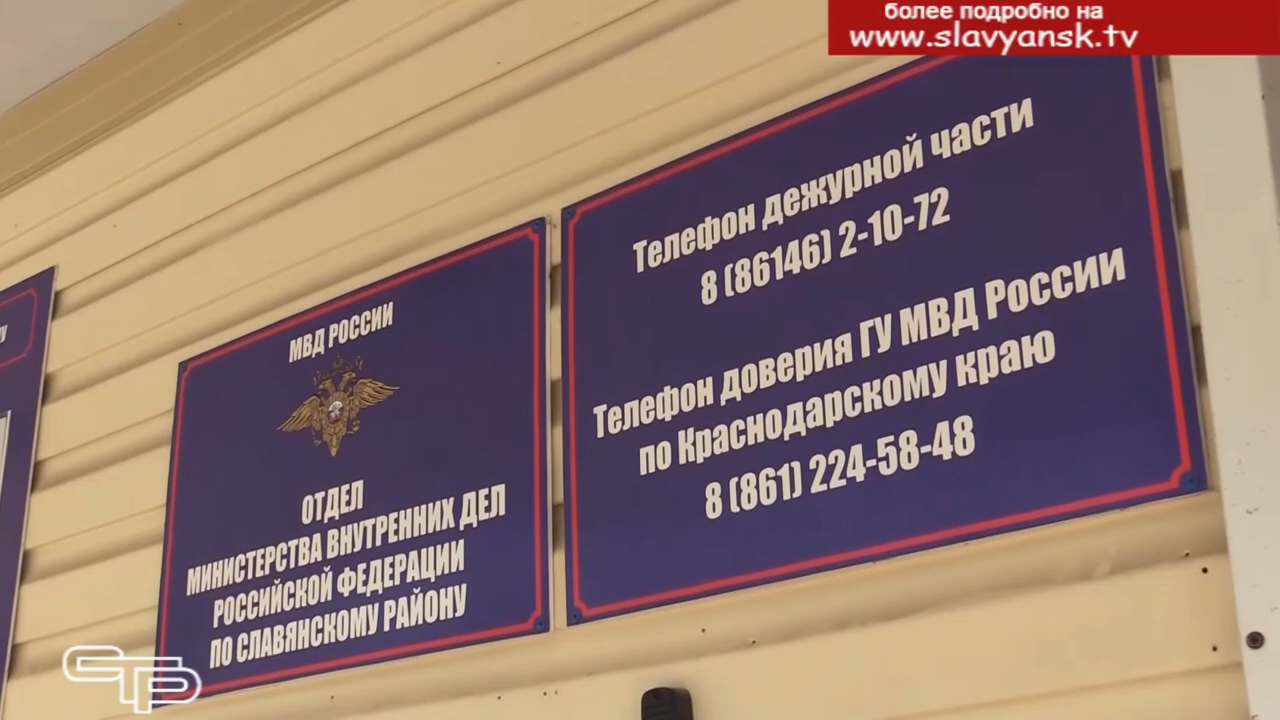 более подробно на
www.slavyansk.tv
МВД РОССИИ
ОТДЕЛ
МИНИСТЕРСТВА ВНУТРЕННИХ ДЕЛ
РОССИЙСКОЙ ФЕДЕРАЦИИ
ПО СЛАВЯНСКОМУ РАЙОНУ
Телефон дежурной части
8 (86146) 2-10-72
Телефон доверия ГУ МВД России
по Краснодарскому краю
8 (861) 224-58-48
СТР